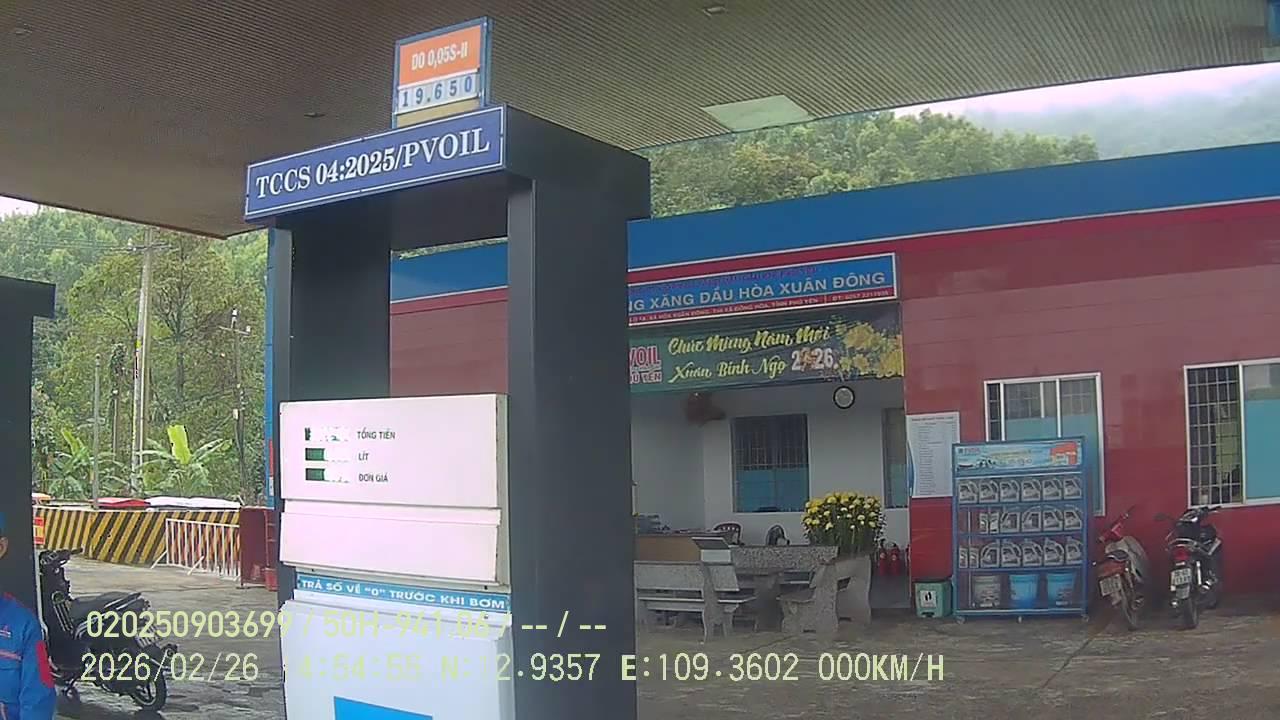 DO 0,05S-II
19.650
TCCS 04:2025/PVOIL
XĂNG DẦU HÒA XUÂN ĐÔNG
PVOIL
Chúc Mừng Năm Mới
Xuân Bính Ngọ 2026
TỔNG TIỀN
LÍT
ĐƠN GIÁ
TRẢ SỐ VỀ "0" TRƯỚC KHI BƠM
020250903699 / 50H-941.06 / -- / --
2026/02/26 14:54:55 N:12.9357 E:109.3602 000KM/H